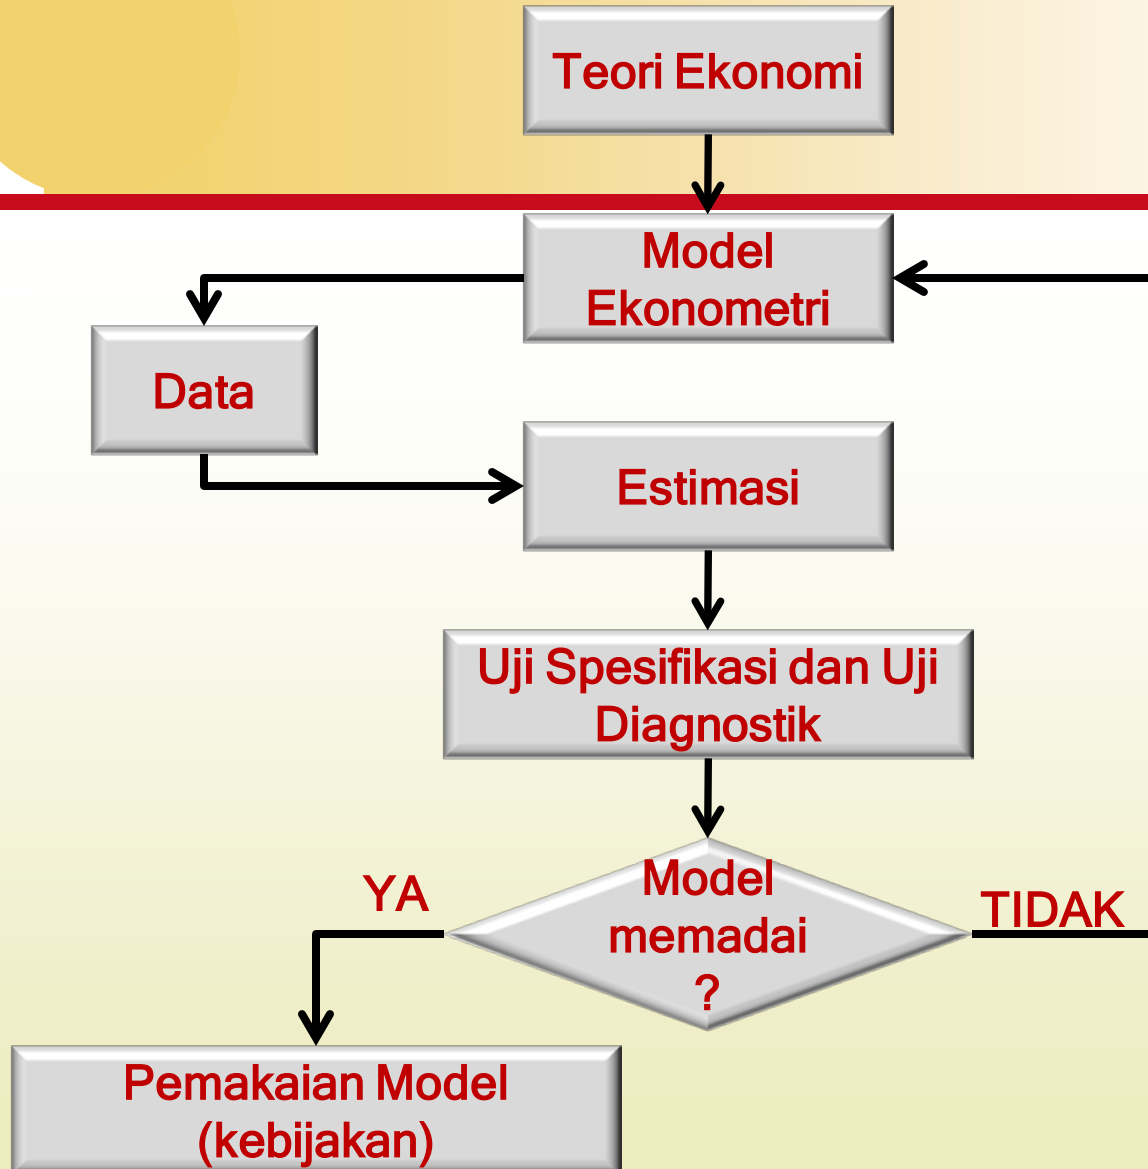 Teori Ekonomi
Model
Ekonometri
Data
Estimasi
Uji Spesifikasi dan Uji
Diagnostik
Model
memadai
?
YA
TIDAK
Pemakaian Model
(kebijakan)